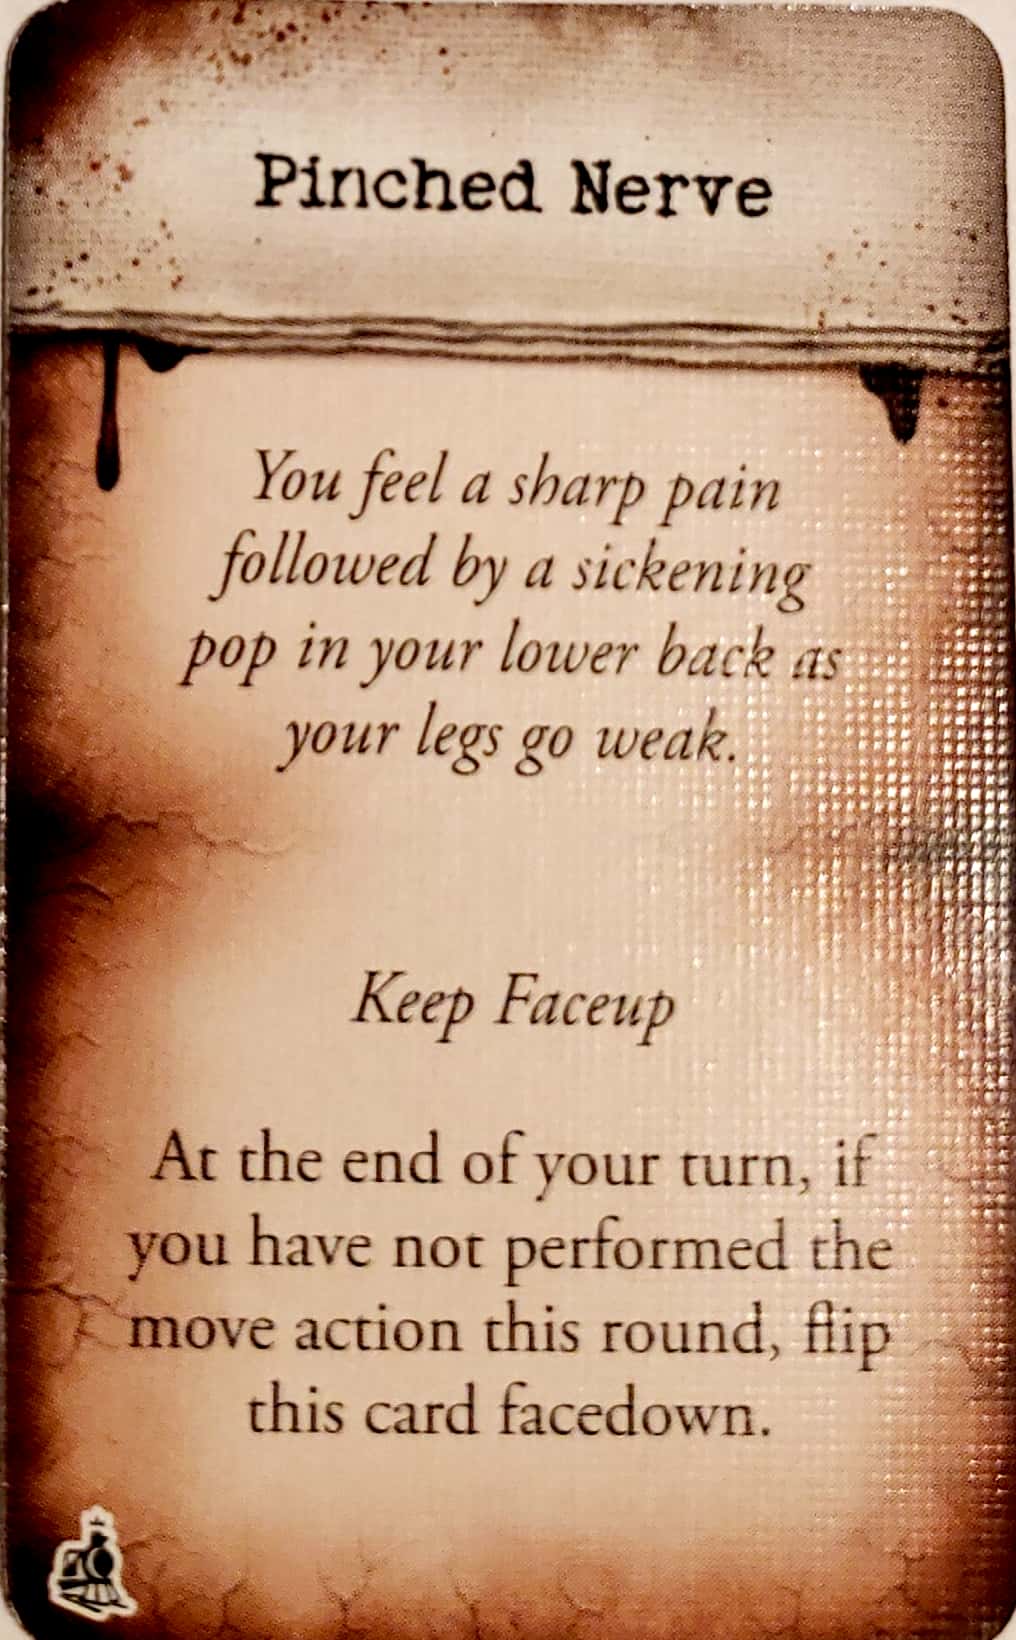 Pinched Nerve
You feel a sharp pain
followed by a sickening
pop in your lower back as
your legs go weak.
Keep Faceup
At the end of your turn, if
you have not performed the
move action this round, flip
this card facedown.